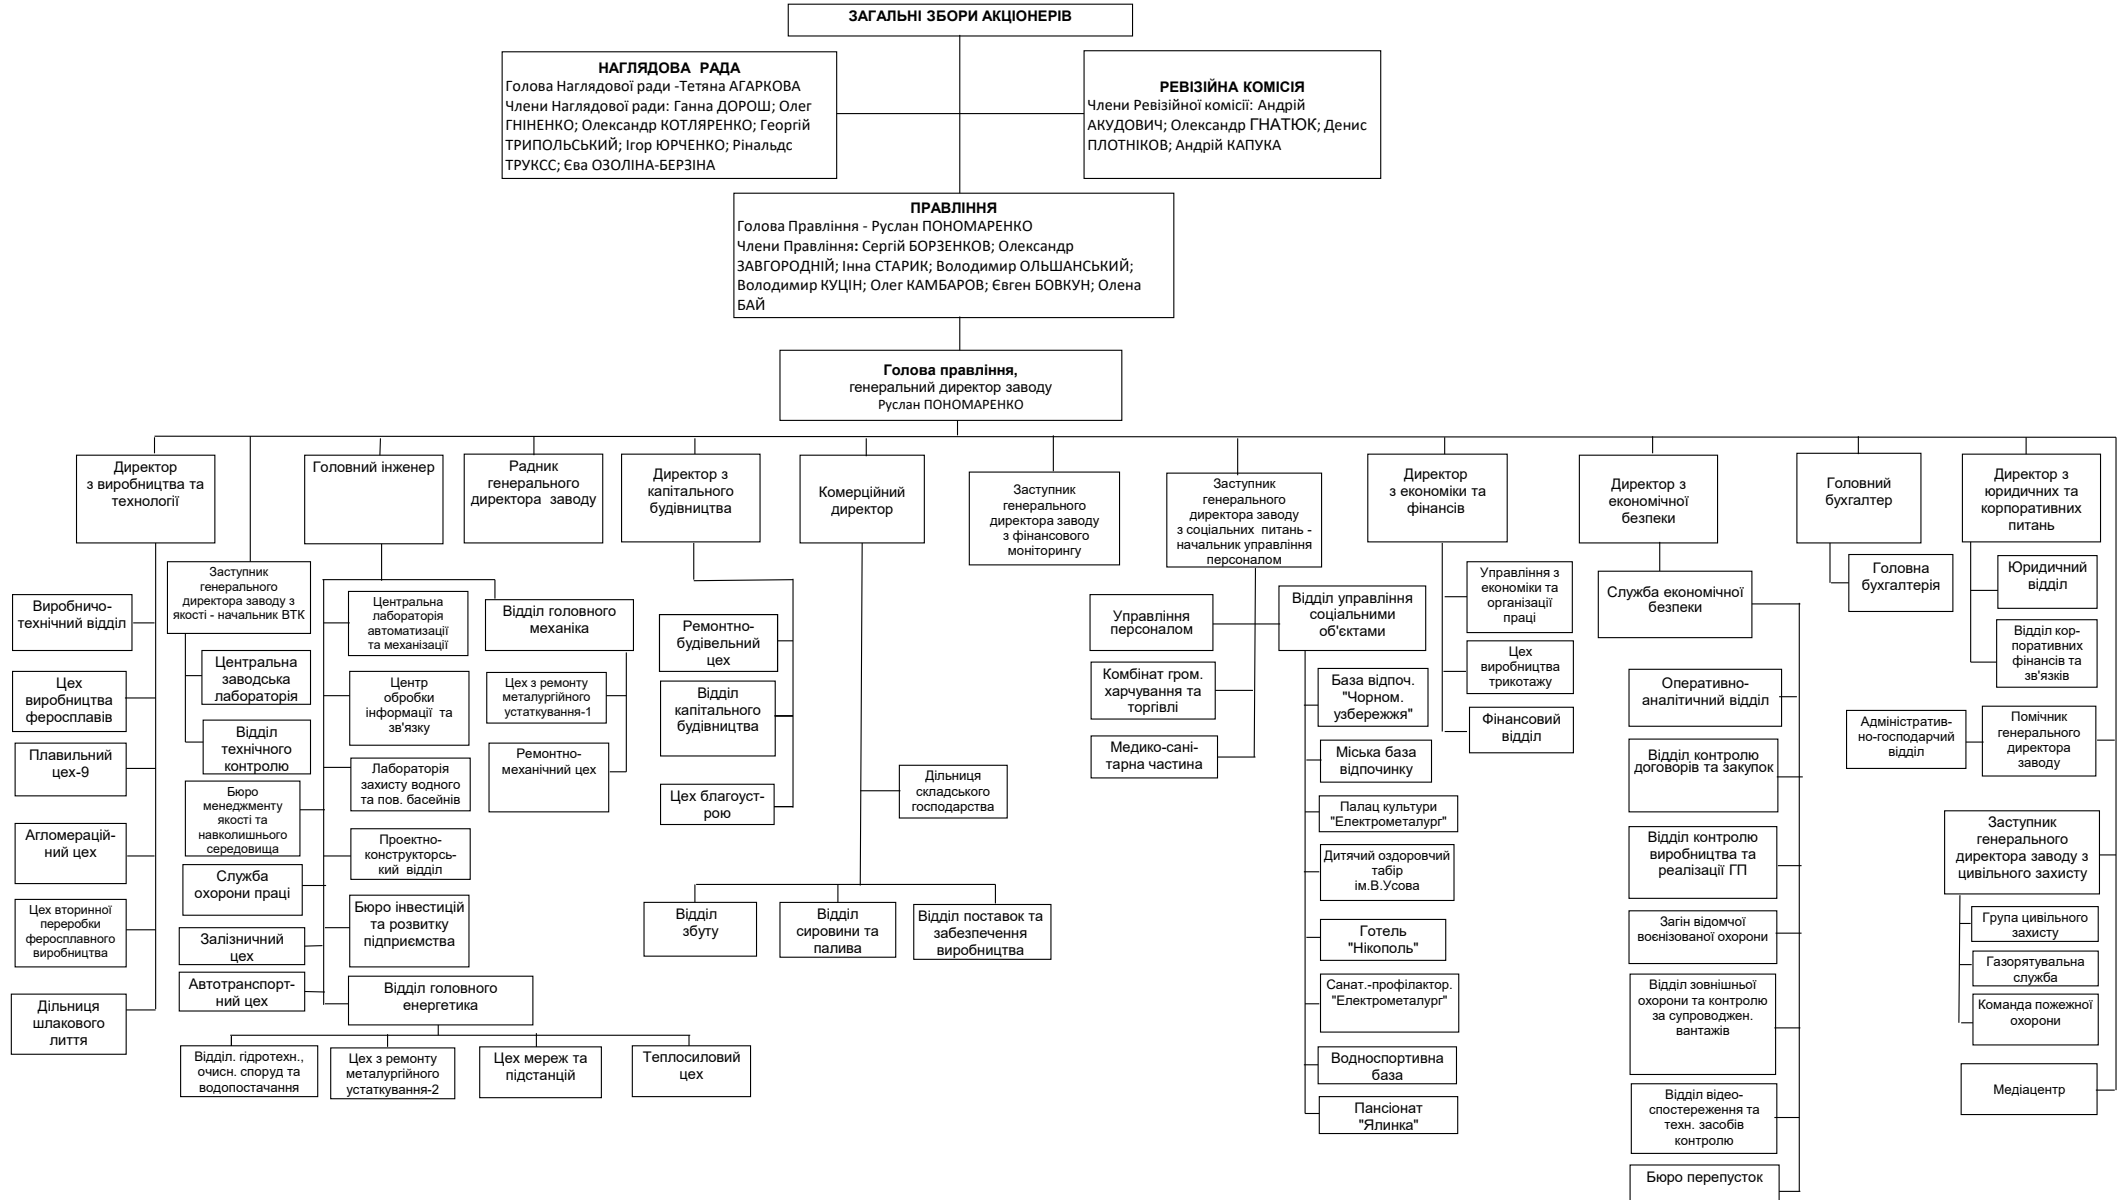 ЗАГАЛЬНІ ЗБОРИ АКЦІОНЕРІВ
НАГЛЯДОВА РАДА
Голова Наглядової ради -Тетяна АГАРКОВА
Члени Наглядової ради: Ганна ДОРОШ; Олег
ГНІНЕНКО; Олександр КОТЛЯРЕНКО; Георгій
ТРИПОЛЬСЬКИЙ; Ігор ЮРЧЕНКО; Рінальдс
ТРУКСС; Єва ОЗОЛІНА-БЕРЗІНА
РЕВІЗІЙНА КОМІСІЯ
Члени Ревізійної комісії: Андрій
АКУДОВИЧ; Олександр ГНАТЮК; Денис
ПЛОТНІКОВ; Андрій КАПУКА
ПРАВЛІННЯ
Голова Правління - Руслан ПОНОМАРЕНКО
Члени Правління: Сергій БОРЗЕНКОВ; Олександр
ЗАВГОРОДНІЙ; Інна СТАРИК; Володимир ОЛЬШАНСЬКИЙ;
Володимир КУЦІН; Олег КАМБАРОВ; Євген БОВКУН; Олена
БАЙ
Голова правління,
генеральний директор заводу
Руслан ПОНОМАРЕНКО
Директор
з виробництва та
технології
Головний інженер
Радник
генерального
директора заводу
Директор з
капітального
будівництва
Комерційний
директор
Заступник
генерального
директора заводу
з фінансового
моніторингу
Заступник
генерального
директора заводу
з соціальних питань -
начальник управління
персоналом
Директор
з економіки та
фінансів
Директор з
економічної
безпеки
Головний
бухгалтер
Директор з
юридичних та
корпоративних
питань
Виробничо-
технічний відділ
Цех
виробництва
феросплавів
Плавильний
цех-9
Агломерацій-
ний цех
Цех вторинної
переробки
феросплавного
виробництва
Дільниця
шлакового
лиття
Заступник
генерального
директора заводу з
якості - начальник ВТК
Центральна
заводська
лабораторія
Відділ
технічного
контролю
Бюро
менеджменту
якості та
навколишнього
середовища
Служба
охорони праці
Залізничний
цех
Автотранспорт-
ний цех
Центральна
лабораторія
автоматизації
та механізації
Центр
обробки
інформації та
зв'язку
Лабораторія
захисту водного
та пов. басейнів
Проектно-
конструкторсь-
кий відділ
Бюро інвестицій
та розвитку
підприємства
Відділ головного
енергетика
Відділ. гідротехн.,
очисн. споруд та
водопостачання
Цех з ремонту
металургійного
устаткування-2
Цех мереж та
підстанцій
Теплосиловий
цех
Відділ головного
механіка
Цех з ремонту
металургійного
устаткування-1
Ремонтно-
механічний цех
Ремонтно-
будівельний
цех
Відділ
капітального
будівництва
Цех благоуст-
рою
Дільниця
складського
господарства
Відділ
збуту
Відділ
сировини та
палива
Відділ поставок та
забезпечення
виробництва
Управління
персоналом
Комбінат гром.
харчування та
торгівлі
Медико-сані-
тарна частина
Відділ управління
соціальними
об'єктами
База відпоч.
"Чорном.
узбережжя"
Міська база
відпочинку
Палац культури
"Електрометалург"
Дитячий оздоровчий
табір
ім.В.Усова
Готель
"Нікополь"
Санат.-профілактор.
"Електрометалург"
Водноспортивна
база
Пансіонат
"Ялинка"
Управління з
економіки та
організації
праці
Цех
виробництва
трикотажу
Фінансовий
відділ
Служба економічної
безпеки
Оперативно-
аналітичний відділ
Відділ контролю
договорів та закупок
Відділ контролю
виробництва та
реалізації ГП
Загін відомчої
воєнізованої охорони
Відділ зовнішньої
охорони та контролю
за супроводжен.
вантажів
Відділ відео-
спостереження та
техн. засобів
контролю
Бюро перепусток
Головна
бухгалтерія
Юридичний
відділ
Відділ кор-
поративних
фінансів та
зв'язків
Адміністратив-
но-господарчий
відділ
Помічник
генерального
директора
заводу
Заступник
генерального
директора заводу з
цивільного захисту
Група цивільного
захисту
Газорятувальна
служба
Команда пожежної
охорони
Медіацентр